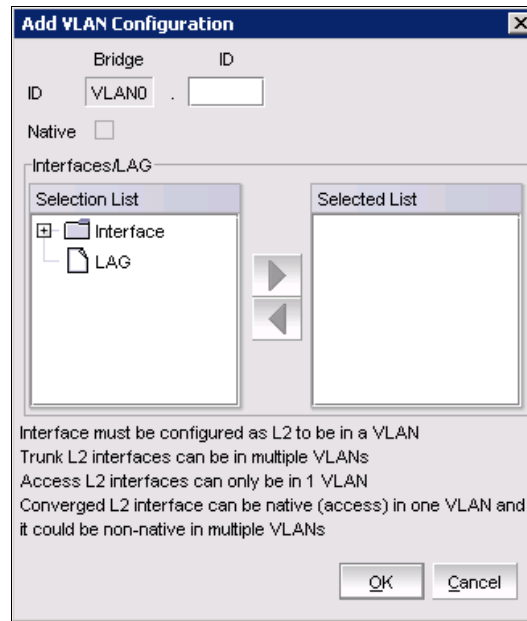 Add VLAN Configuration
Bridge ID
ID VLAN0 .
Native
Interfaces/LAG
Selection List Selected List
Interface
LAG
Interface must be configured as L2 to be in a VLAN
Trunk L2 interfaces can be in multiple VLANs
Access L2 interfaces can only be in 1 VLAN
Converged L2 interface can be native (access) in one VLAN and
it could be non-native in multiple VLANs
OK Cancel